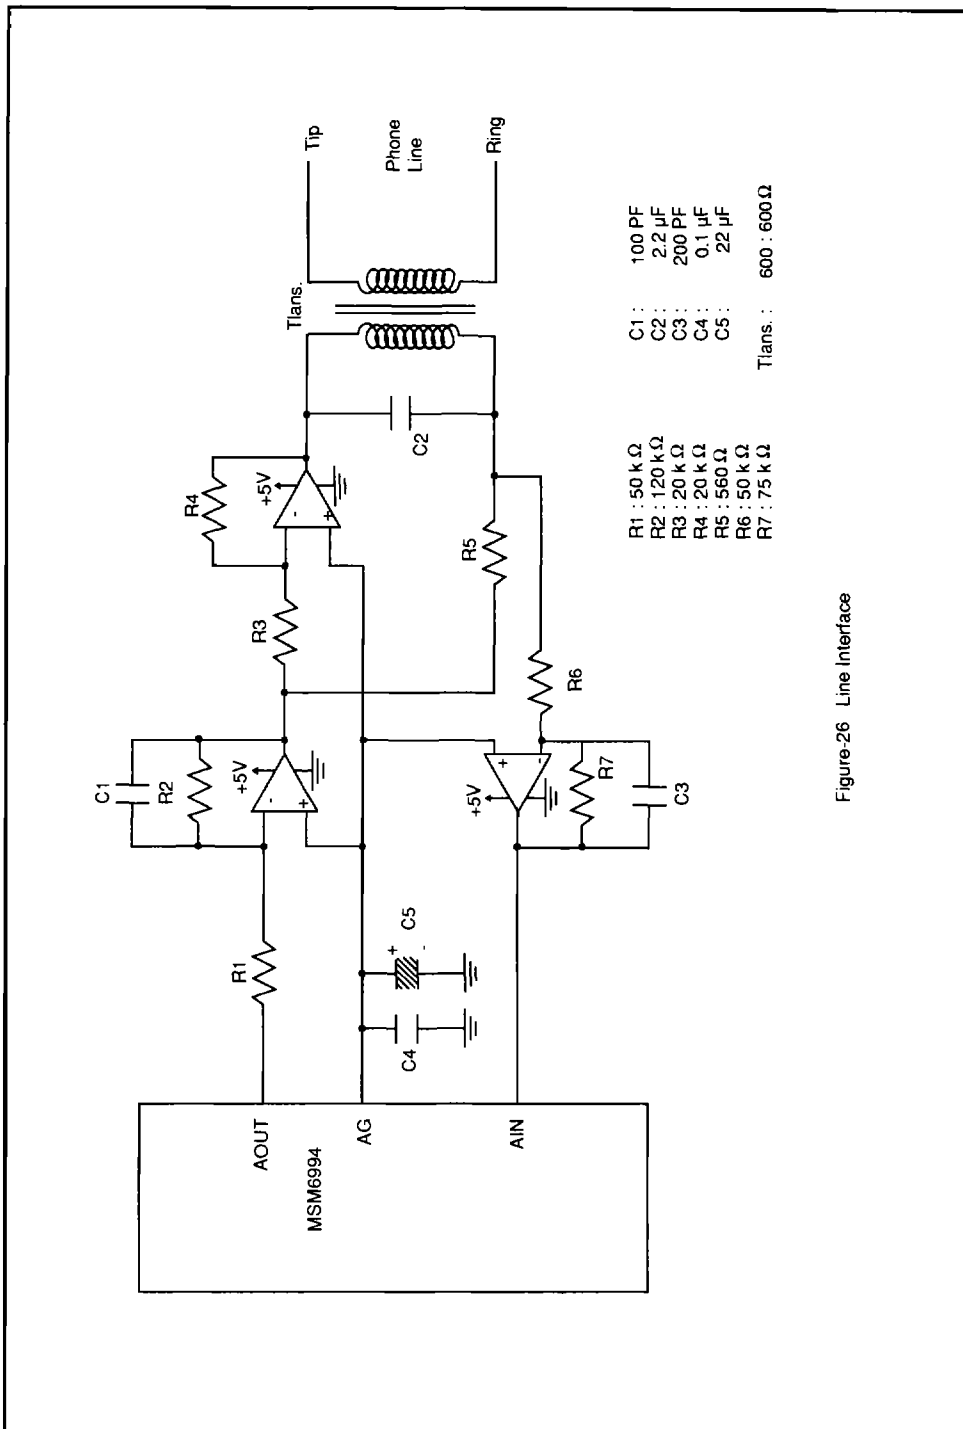 Tip
Phone
Line
Ring
Tlans.
C2
R4
+5V
-
+
R3
R5
R6
C1
R2
+5V
-
+
+5V
+
-
R7
C3
R1
C5
+
-
C4
AOUT
AG
AIN
MSM6994
R1 : 50 k Ω
R2 : 120 k Ω
R3 : 20 k Ω
R4 : 20 k Ω
R5 : 560 Ω
R6 : 50 k Ω
R7 : 75 k Ω
C1 : 100 PF
C2 : 2.2 µF
C3 : 200 PF
C4 : 0.1 µF
C5 : 22 µF
Tlans. : 600 : 600 Ω
Figure-26 Line Interface